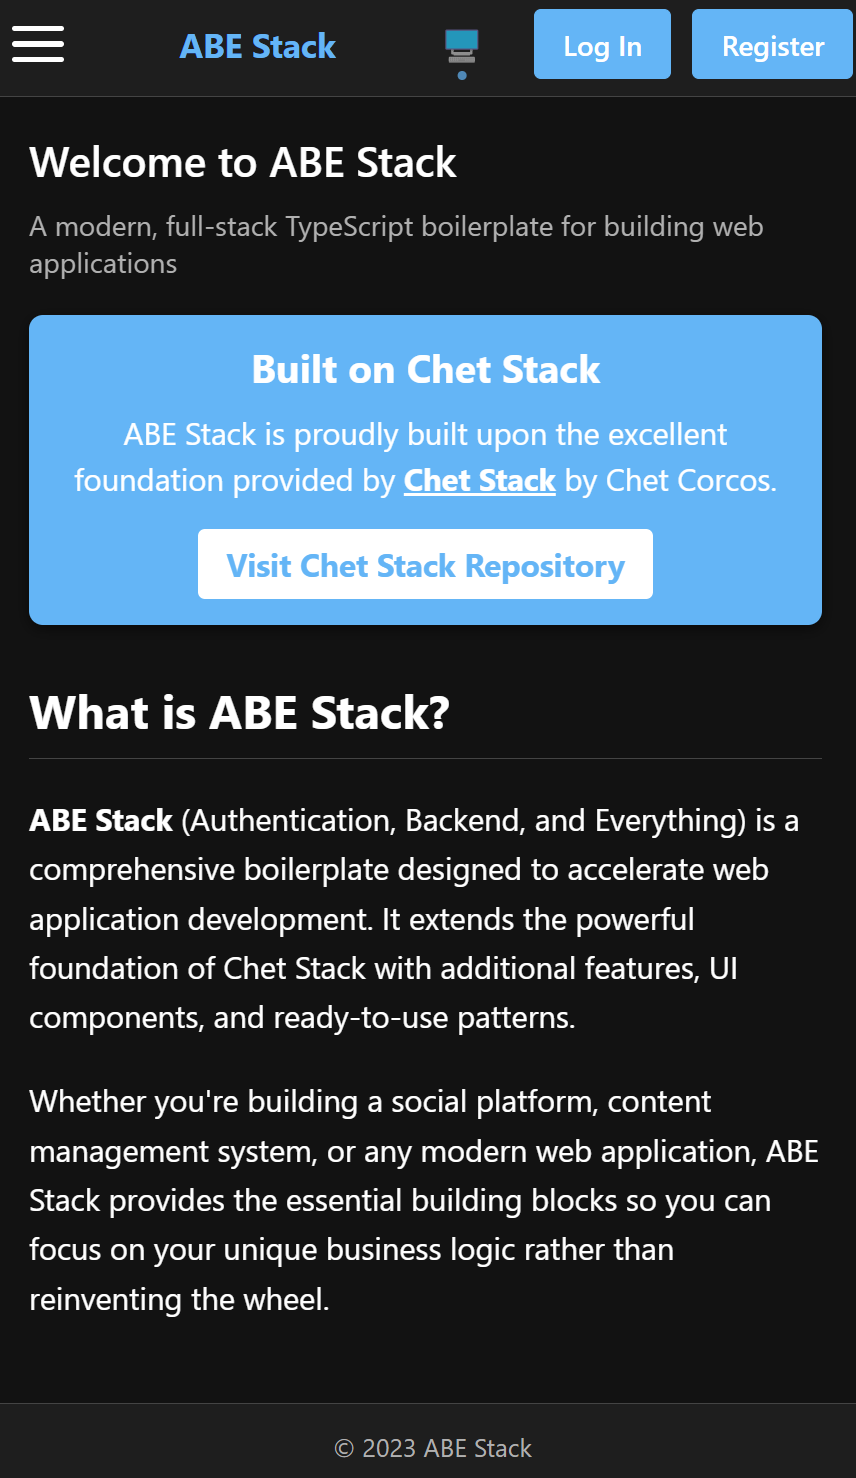 ABE Stack
Log In
Register
Welcome to ABE Stack
A modern, full-stack TypeScript boilerplate for building web
applications
Built on Chet Stack
ABE Stack is proudly built upon the excellent
foundation provided by Chet Stack by Chet Corcos.
Visit Chet Stack Repository
What is ABE Stack?
ABE Stack (Authentication, Backend, and Everything) is a
comprehensive boilerplate designed to accelerate web
application development. It extends the powerful
foundation of Chet Stack with additional features, UI
components, and ready-to-use patterns.
Whether you're building a social platform, content
management system, or any modern web application, ABE
Stack provides the essential building blocks so you can
focus on your unique business logic rather than
reinventing the wheel.
© 2023 ABE Stack